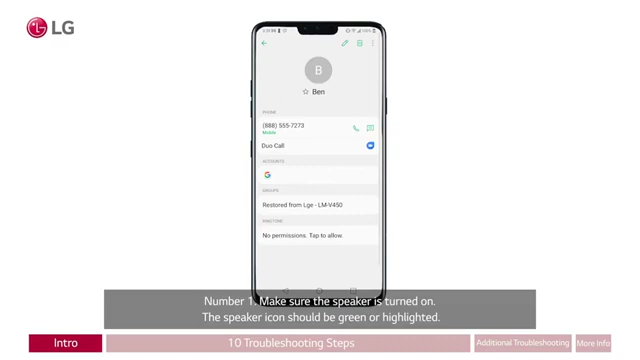 LG
B
Ben
PHONE
(888) 555-7273
Mobile
Duo Call
ACCOUNTS
G
GROUPS
Restored from Lge - LM-V450
RINGTONE
No permissions. Tap to allow.
Number 1. Make sure the speaker is turned on.
The speaker icon should be green or highlighted.
Intro
10 Troubleshooting Steps
Additional Troubleshooting
More Info